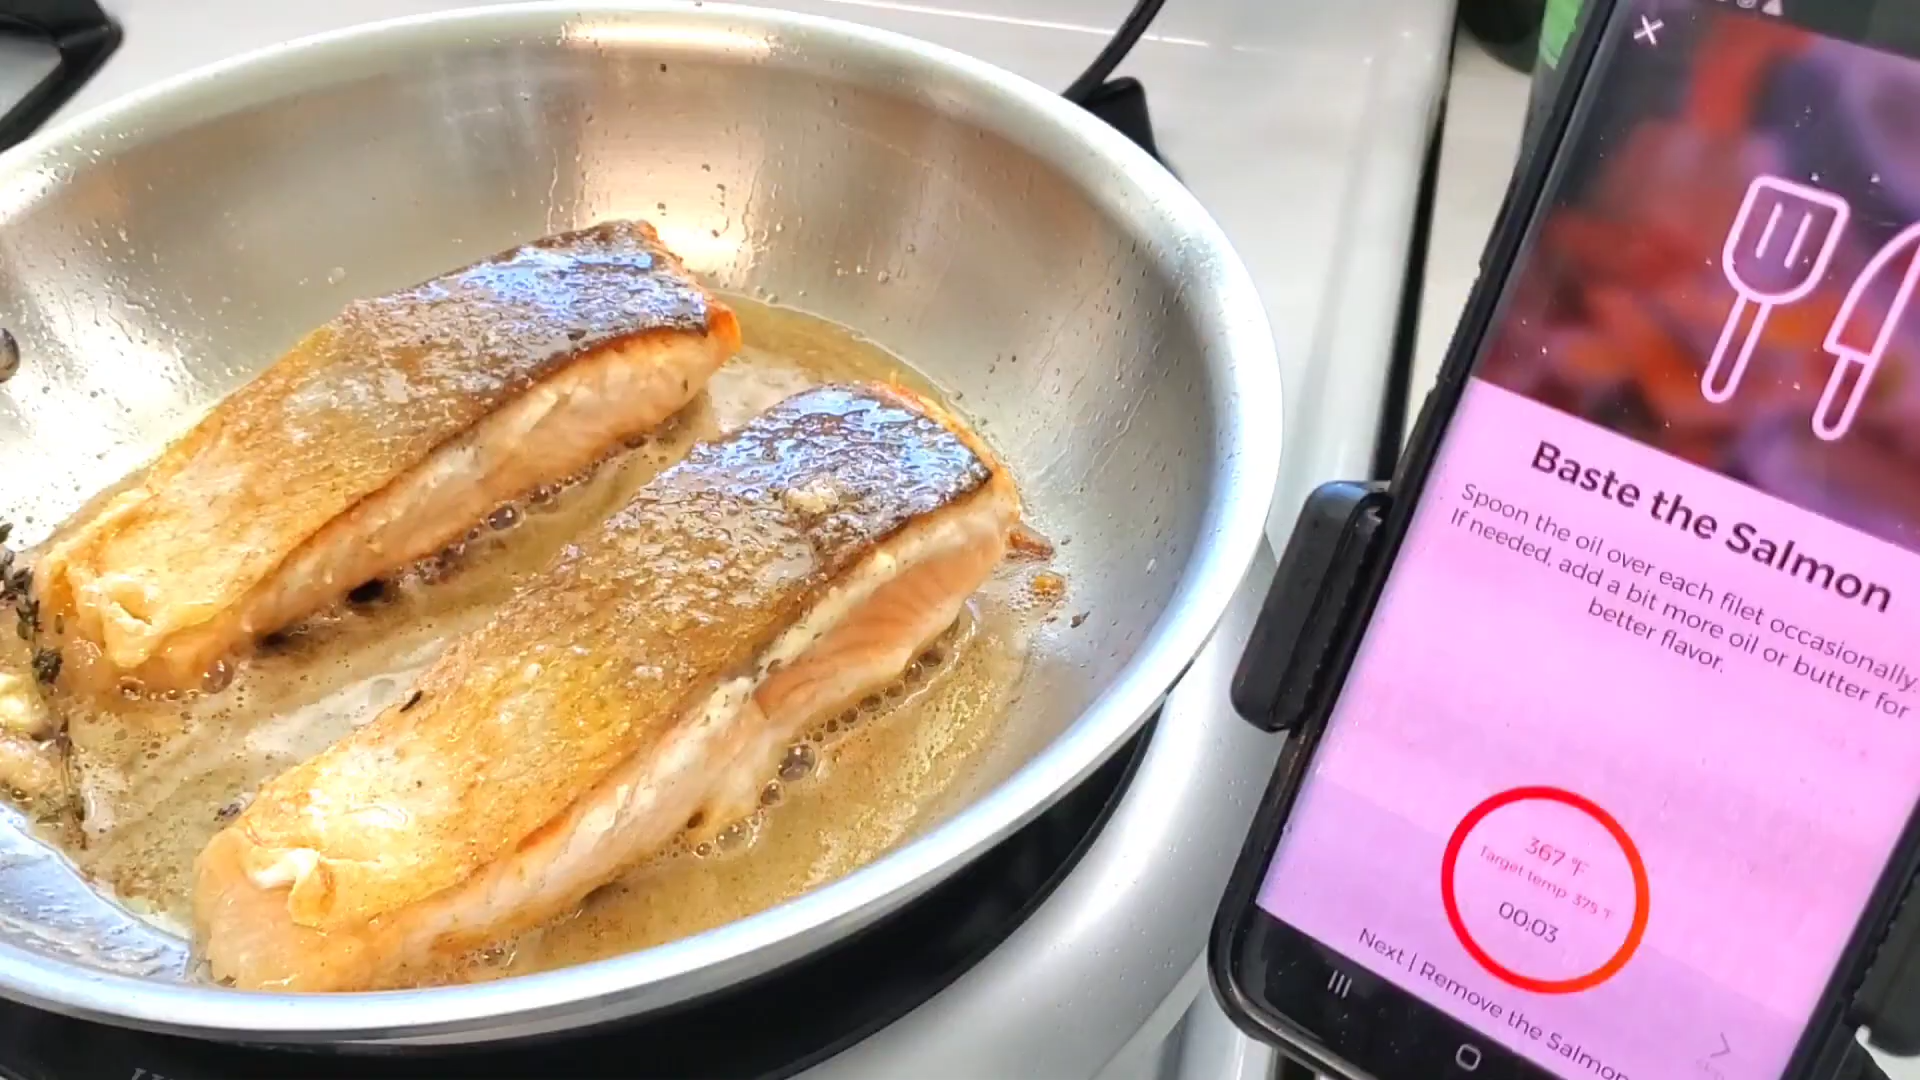 Baste the Salmon
Spoon the oil over each filet occasionally.
If needed, add a bit more oil or butter for
better flavor.
367 °F
Target temp 375 °F
00:03
Next | Remove the Salmon